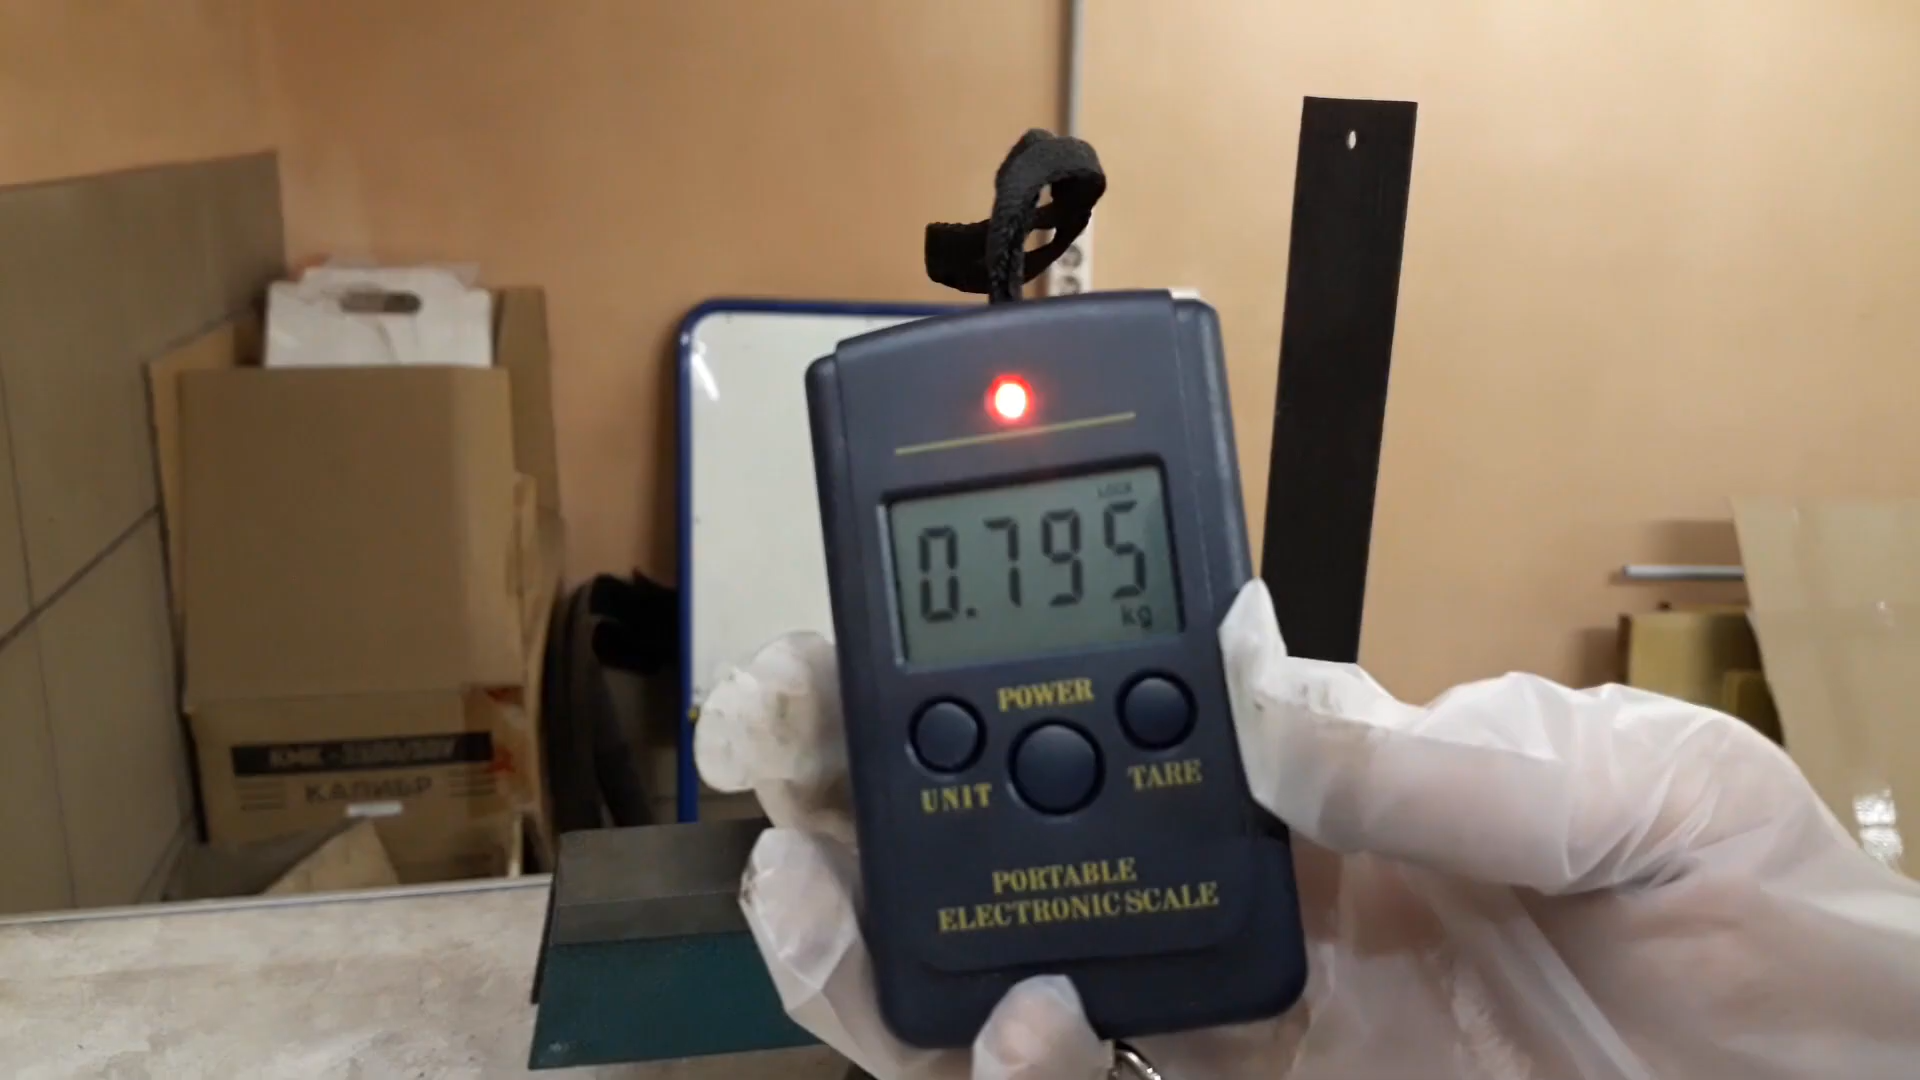 LOCK
0.795
kg
POWER
UNIT
TARE
PORTABLE
ELECTRONIC SCALE
КАЛИБР